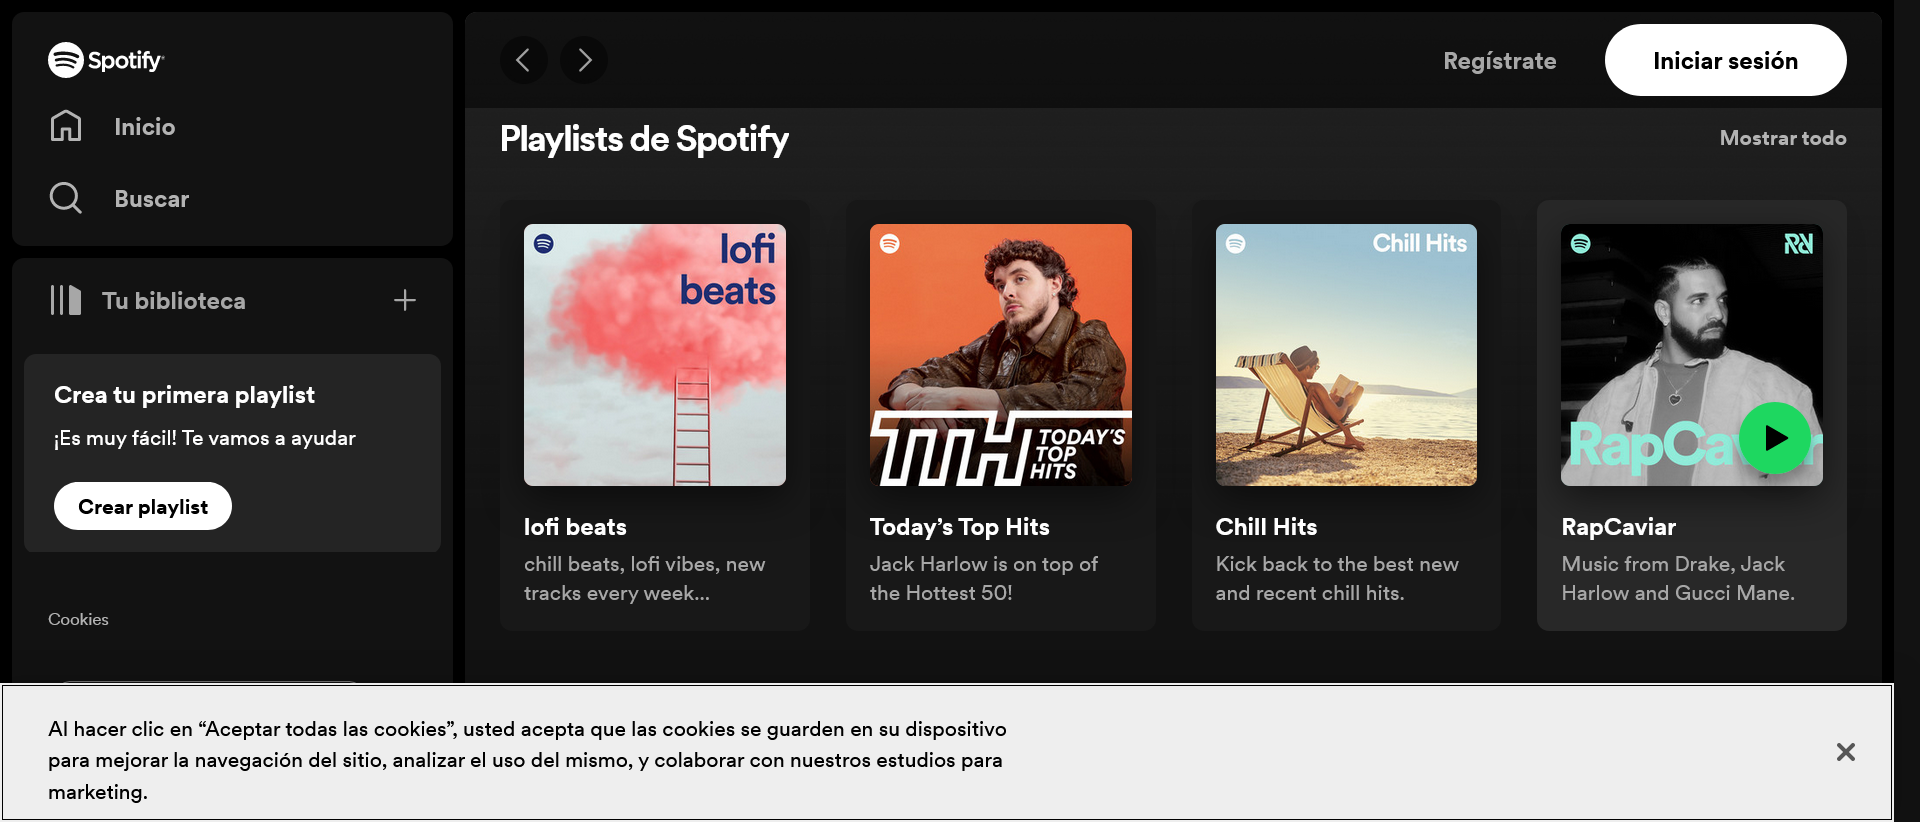 Spotify
Inicio
Buscar
Tu biblioteca
Crea tu primera playlist
¡Es muy fácil! Te vamos a ayudar
Crear playlist
Cookies
Regístrate
Iniciar sesión
Playlists de Spotify
Mostrar todo
lofi
beats
lofi beats
chill beats, lofi vibes, new
tracks every week...
TTH TODAY'S
TOP
HITS
Today's Top Hits
Jack Harlow is on top of
the Hottest 50!
Chill Hits
Chill Hits
Kick back to the best new
and recent chill hits.
RapCaviar
Music from Drake, Jack
Harlow and Gucci Mane.
Al hacer clic en “Aceptar todas las cookies”, usted acepta que las cookies se guarden en su dispositivo
para mejorar la navegación del sitio, analizar el uso del mismo, y colaborar con nuestros estudios para
marketing.